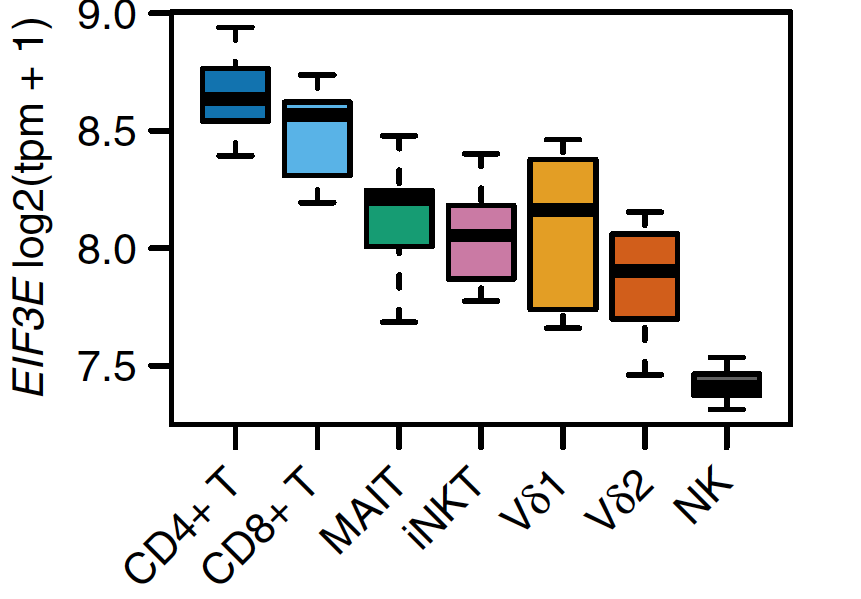 EIF3E log2(tpm + 1)
9.0
8.5
8.0
7.5
CD4+ T
CD8+ T
MAIT
iNKT
Vδ1
Vδ2
NK